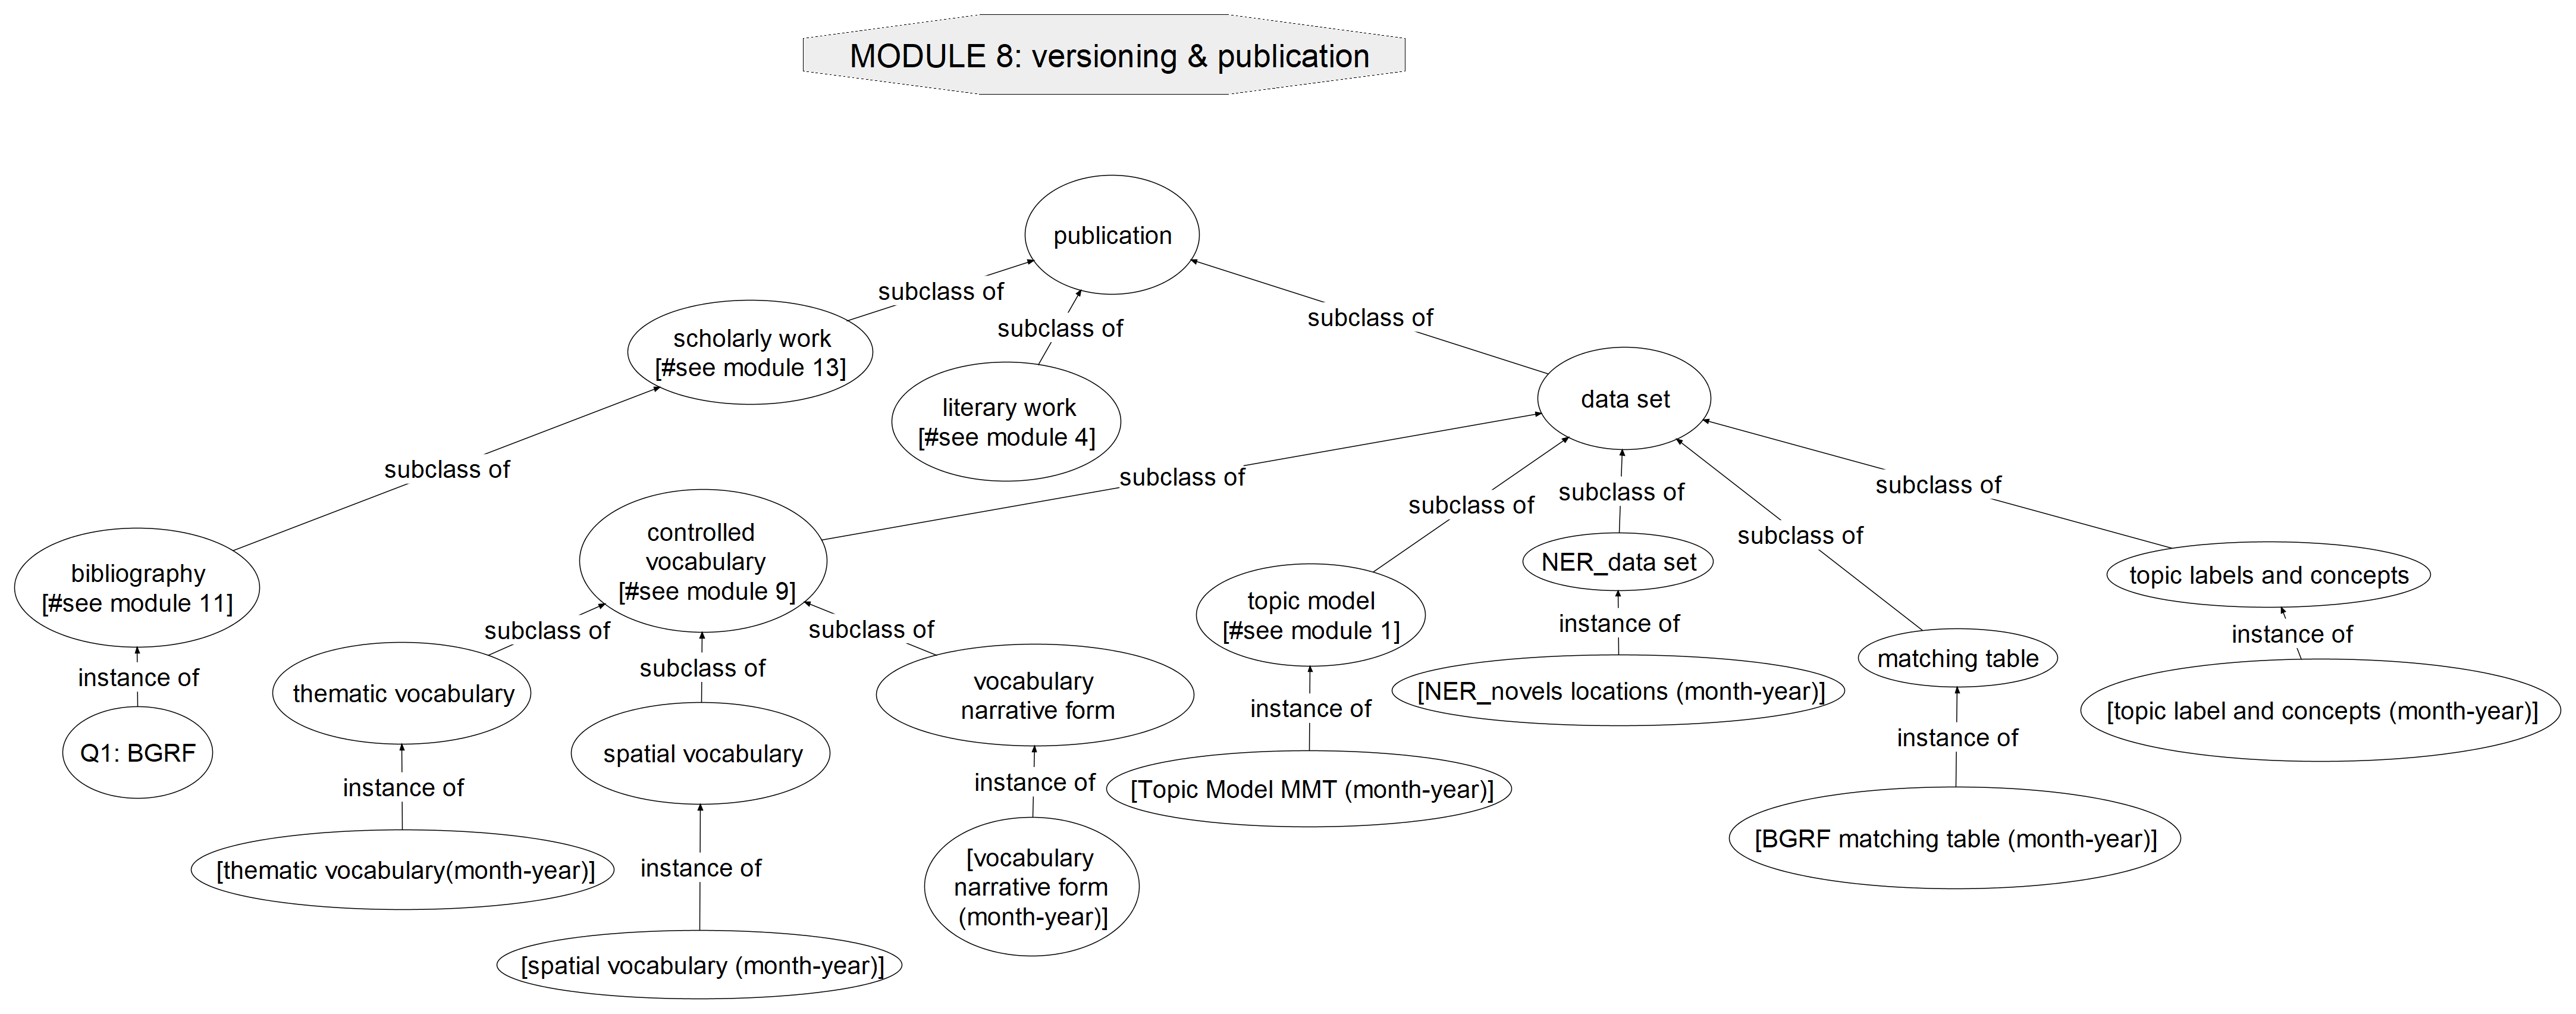 MODULE 8: versioning & publication
publication
subclass of
subclass of
subclass of
scholarly work
[#see module 13]
literary work
[#see module 4]
data set
subclass of
subclass of
subclass of
subclass of
subclass of
subclass of
bibliography
[#see module 11]
controlled
vocabulary
[#see module 9]
topic model
[#see module 1]
NER_data set
matching table
topic labels and concepts
instance of
subclass of
subclass of
subclass of
instance of
instance of
instance of
instance of
Q1: BGRF
thematic vocabulary
spatial vocabulary
vocabulary
narrative form
[Topic Model MMT (month-year)]
[NER_novels locations (month-year)]
[BGRF matching table (month-year)]
[topic label and concepts (month-year)]
instance of
instance of
instance of
[thematic vocabulary(month-year)]
[spatial vocabulary (month-year)]
[vocabulary
narrative form
(month-year)]